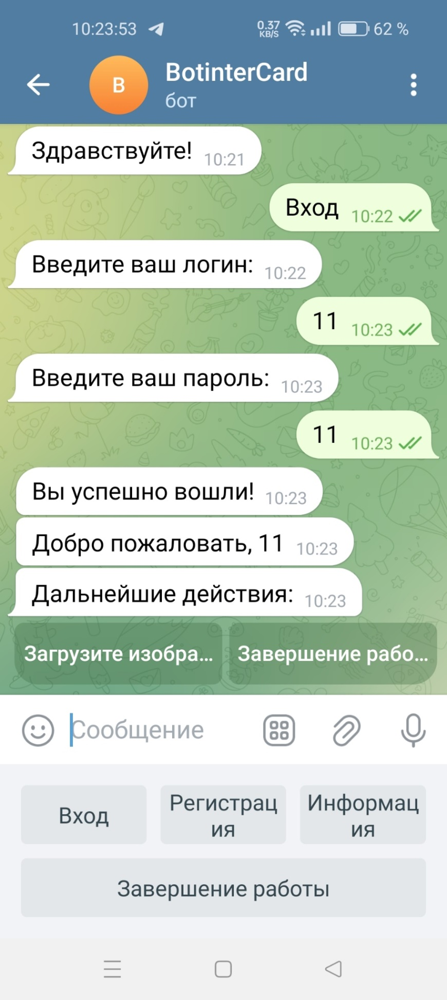 10:23:53 0.37 KB/S 62 %
B BotinterCard
бот
Здравствуйте! 10:21
Вход 10:22
Введите ваш логин: 10:22
11 10:23
Введите ваш пароль: 10:23
11 10:23
Вы успешно вошли! 10:23
Добро пожаловать, 11 10:23
Дальнейшие действия: 10:23
Загрузите изобра... Завершение рабо...
Сообщение
Вход
Регистрац
ия
Информац
ия
Завершение работы